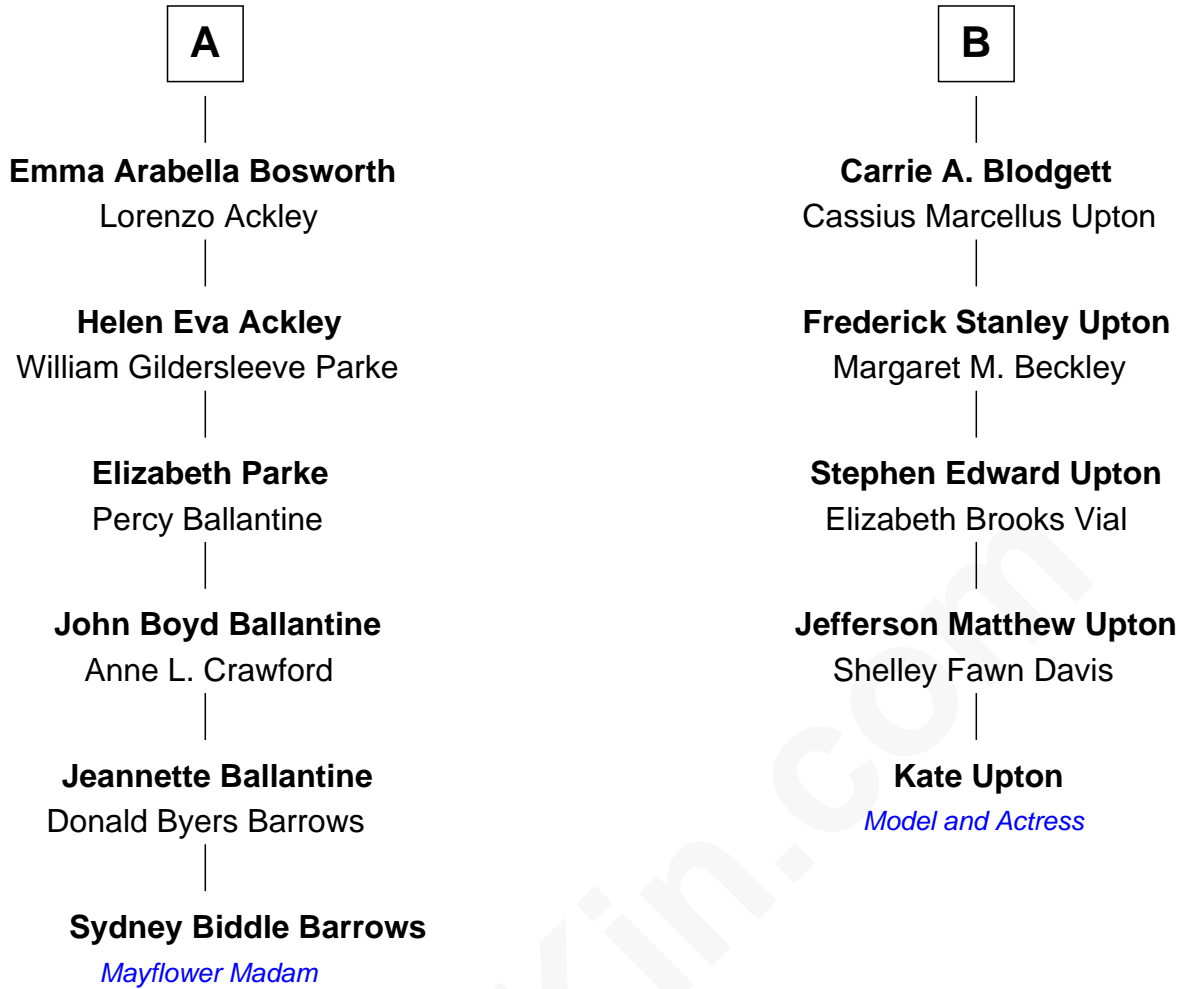 A
Emma Arabella Bosworth
Lorenzo Ackley
Helen Eva Ackley
William Gildersleeve Parke
Elizabeth Parke
Percy Ballantine
John Boyd Ballantine
Anne L. Crawford
Jeannette Ballantine
Donald Byers Barrows
Sydney Biddle Barrows
Mayflower Madam
B
Carrie A. Blodgett
Cassius Marcellus Upton
Frederick Stanley Upton
Margaret M. Beckley
Stephen Edward Upton
Elizabeth Brooks Vial
Jefferson Matthew Upton
Shelley Fawn Davis
Kate Upton
Model and Actress
Kin.com